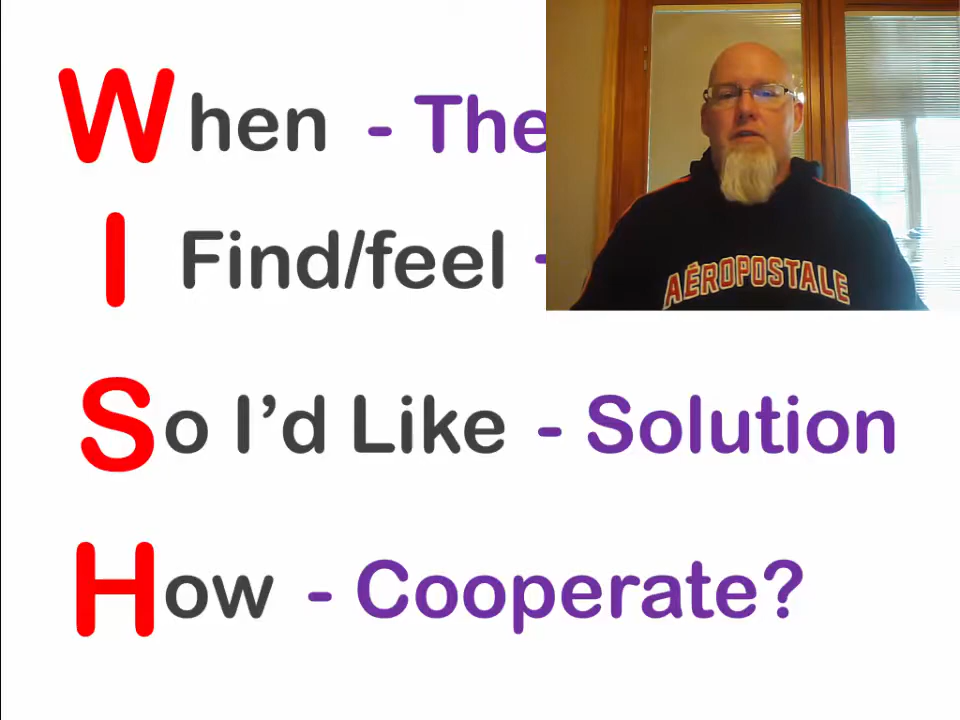 When - The
I Find/feel -
So I'd Like - Solution
How - Cooperate?
AÉROPOSTALE